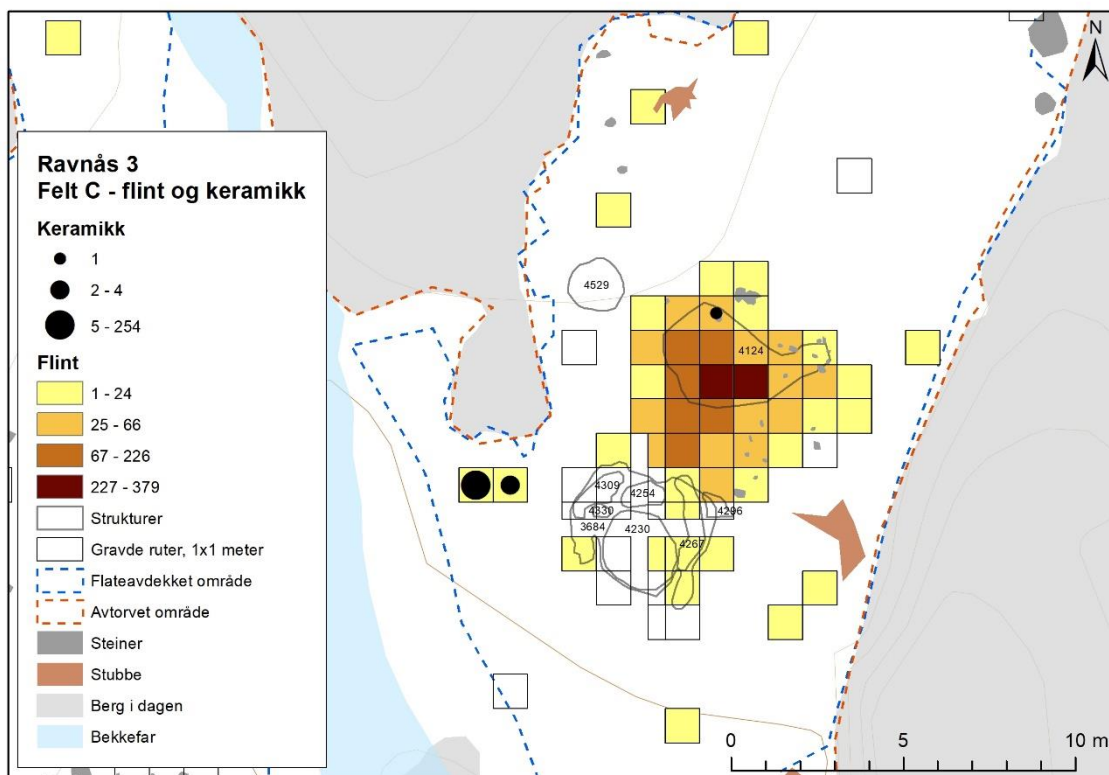 N
Ravnås 3
Felt C - flint og keramikk
Keramikk
1
2 - 4
5 - 254
Flint
1 - 24
25 - 66
67 - 226
227 - 379
Strukturer
Gravde ruter, 1x1 meter
Flateavdekket område
Avtorvet område
Steiner
Stubbe
Berg i dagen
Bekkefar
4529
4124
4309
4254
4330
4296
3684
4230
4267
0
5
10 m